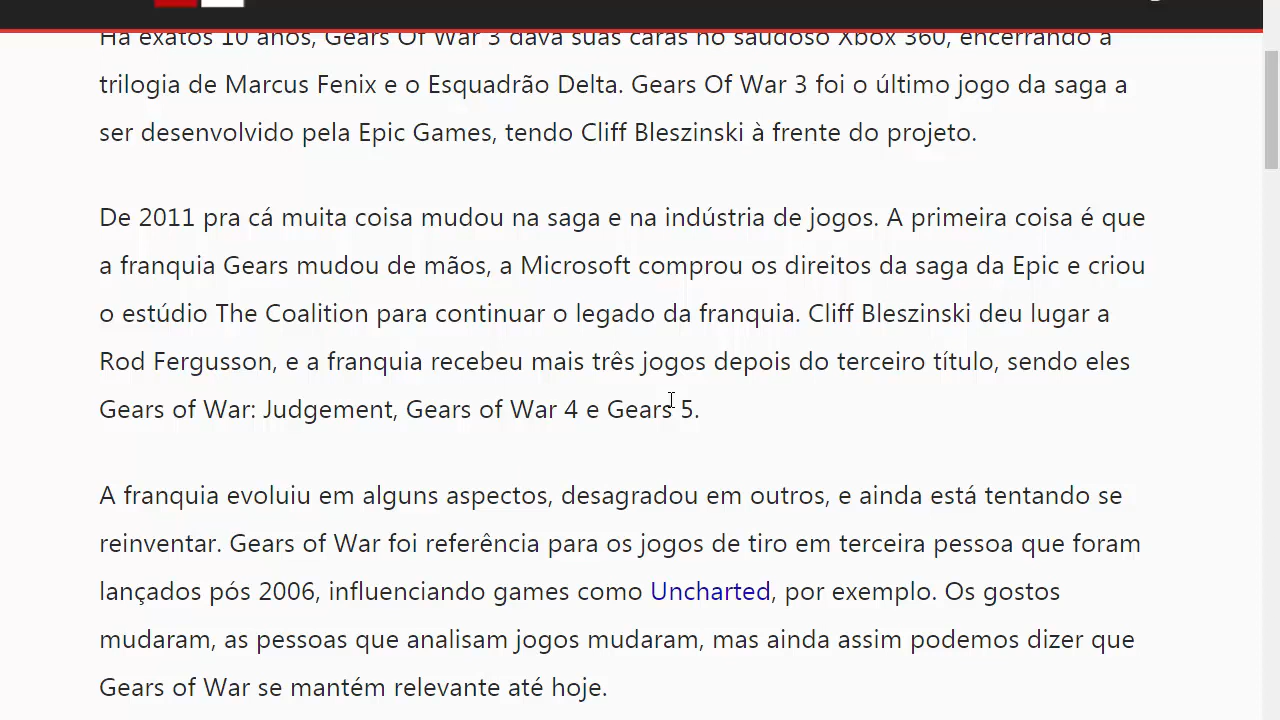 Há exatos 10 anos, Gears Of War 3 dava suas caras no saudoso Xbox 360, encerrando a
trilogia de Marcus Fenix e o Esquadrão Delta. Gears Of War 3 foi o último jogo da saga a
ser desenvolvido pela Epic Games, tendo Cliff Bleszinski à frente do projeto.
De 2011 pra cá muita coisa mudou na saga e na indústria de jogos. A primeira coisa é que
a franquia Gears mudou de mãos, a Microsoft comprou os direitos da saga da Epic e criou
o estúdio The Coalition para continuar o legado da franquia. Cliff Bleszinski deu lugar a
Rod Fergusson, e a franquia recebeu mais três jogos depois do terceiro título, sendo eles
Gears of War: Judgement, Gears of War 4 e Gears 5.
A franquia evoluiu em alguns aspectos, desagradou em outros, e ainda está tentando se
reinventar. Gears of War foi referência para os jogos de tiro em terceira pessoa que foram
lançados pós 2006, influenciando games como Uncharted, por exemplo. Os gostos
mudaram, as pessoas que analisam jogos mudaram, mas ainda assim podemos dizer que
Gears of War se mantém relevante até hoje.